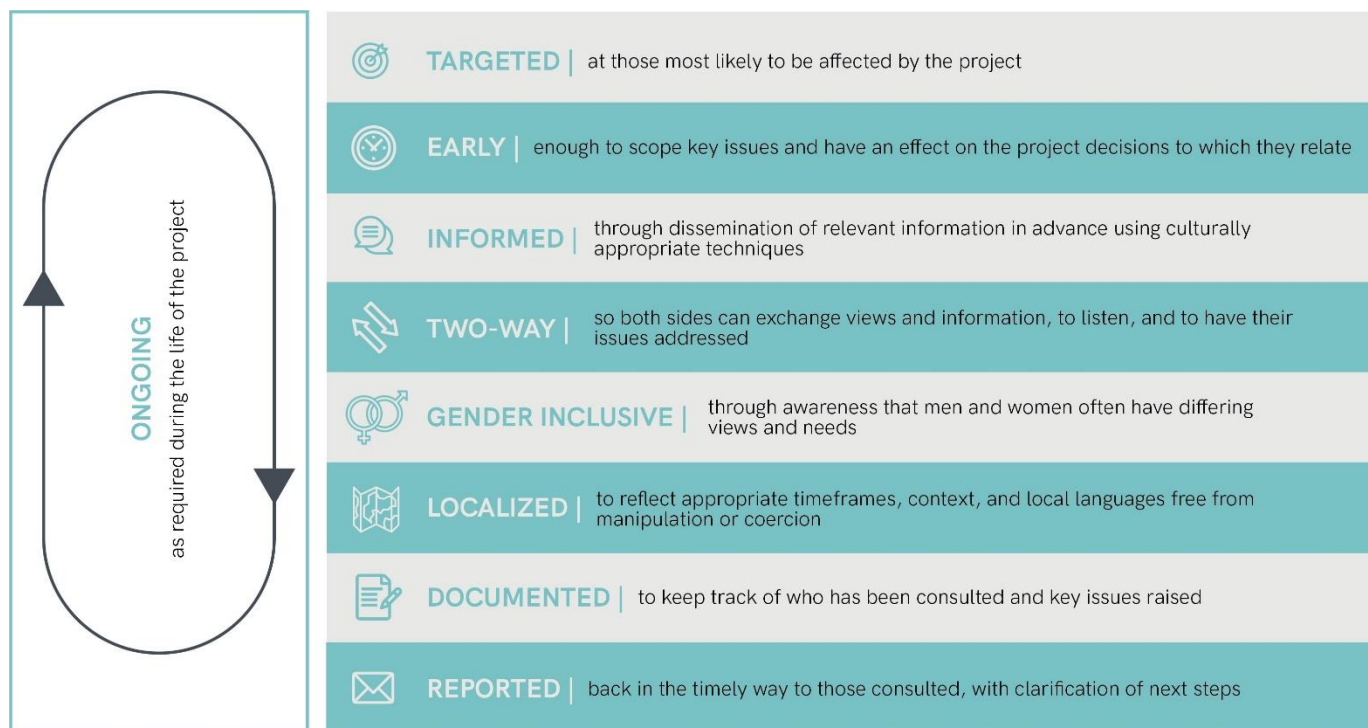 ONGOING
as required during the life of the project
TARGETED | at those most likely to be affected by the project
EARLY | enough to scope key issues and have an effect on the project decisions to which they relate
INFORMED | through dissemination of relevant information in advance using culturally
appropriate techniques
TWO-WAY | so both sides can exchange views and information, to listen, and to have their
issues addressed
GENDER INCLUSIVE | through awareness that men and women often have differing
views and needs
LOCALIZED | to reflect appropriate timeframes, context, and local languages free from
manipulation or coercion
DOCUMENTED | to keep track of who has been consulted and key issues raised
REPORTED | back in the timely way to those consulted, with clarification of next steps